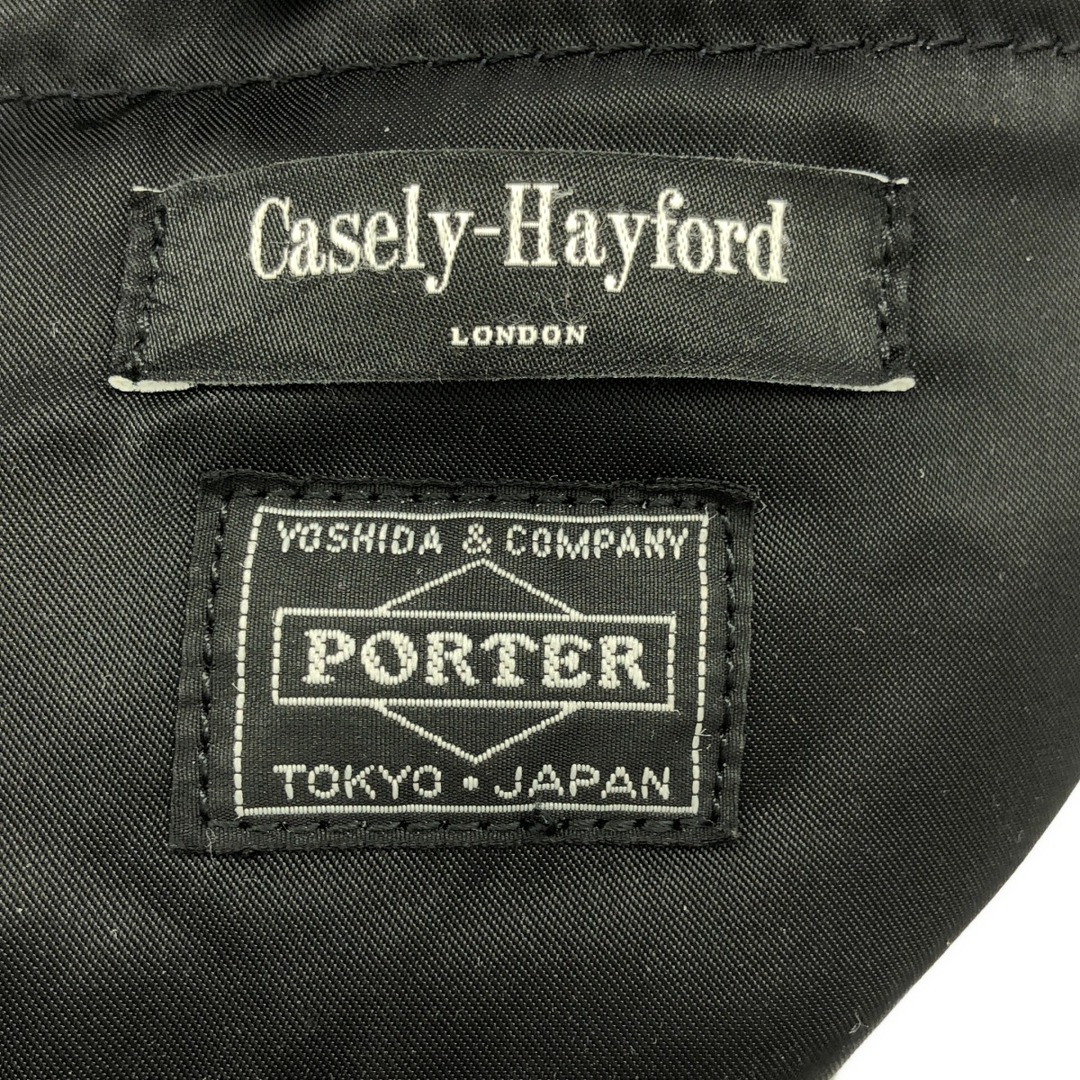 Casely-Hayford
LONDON
YOSHIDA & COMPANY
PORTER
TOKYO • JAPAN